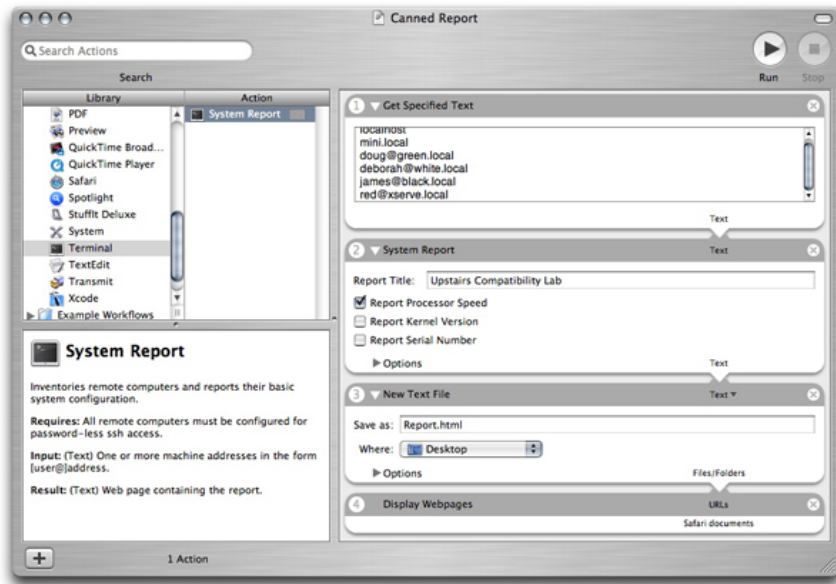 Canned Report
Search Actions
Search
Run
Stop
Library
Action
PDF
Preview
QuickTime Broad...
QuickTime Player
Safari
Spotlight
StuffIt Deluxe
System
Terminal
TextEdit
Transmit
Xcode
Example Workflows
System Report
System Report
Inventories remote computers and reports their basic
system configuration.
Requires: All remote computers must be configured for
password-less ssh access.
Input: (Text) One or more machine addresses in the form
[user@]address.
Result: (Text) Web page containing the report.
1 Action
1 Get Specified Text
localhost
mini.local
doug@green.local
deborah@white.local
james@black.local
red@xserve.local
Text
2 System Report Text
Report Title: Upstairs Compatibility Lab
Report Processor Speed
Report Kernel Version
Report Serial Number
Options Text
3 New Text File Text
Save as: Report.html
Where: Desktop
Options Files/Folders
4 Display Webpages URLs
Safari documents